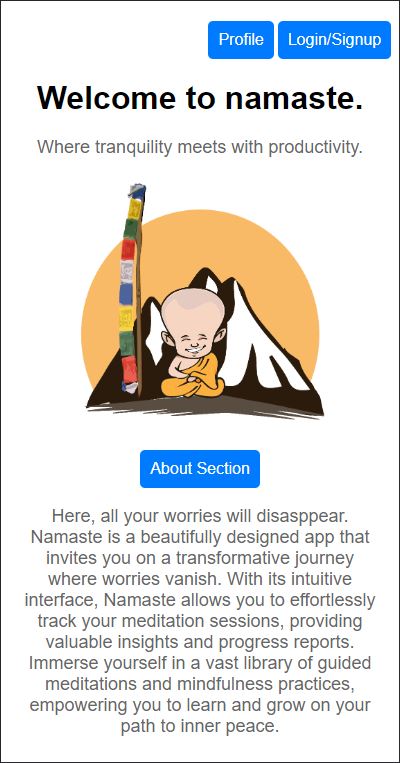 Profile Login/Signup
Welcome to namaste.
Where tranquility meets with productivity.
About Section
Here, all your worries will disasppear.
Namaste is a beautifully designed app that
invites you on a transformative journey
where worries vanish. With its intuitive
interface, Namaste allows you to effortlessly
track your meditation sessions, providing
valuable insights and progress reports.
Immerse yourself in a vast library of guided
meditations and mindfulness practices,
empowering you to learn and grow on your
path to inner peace.